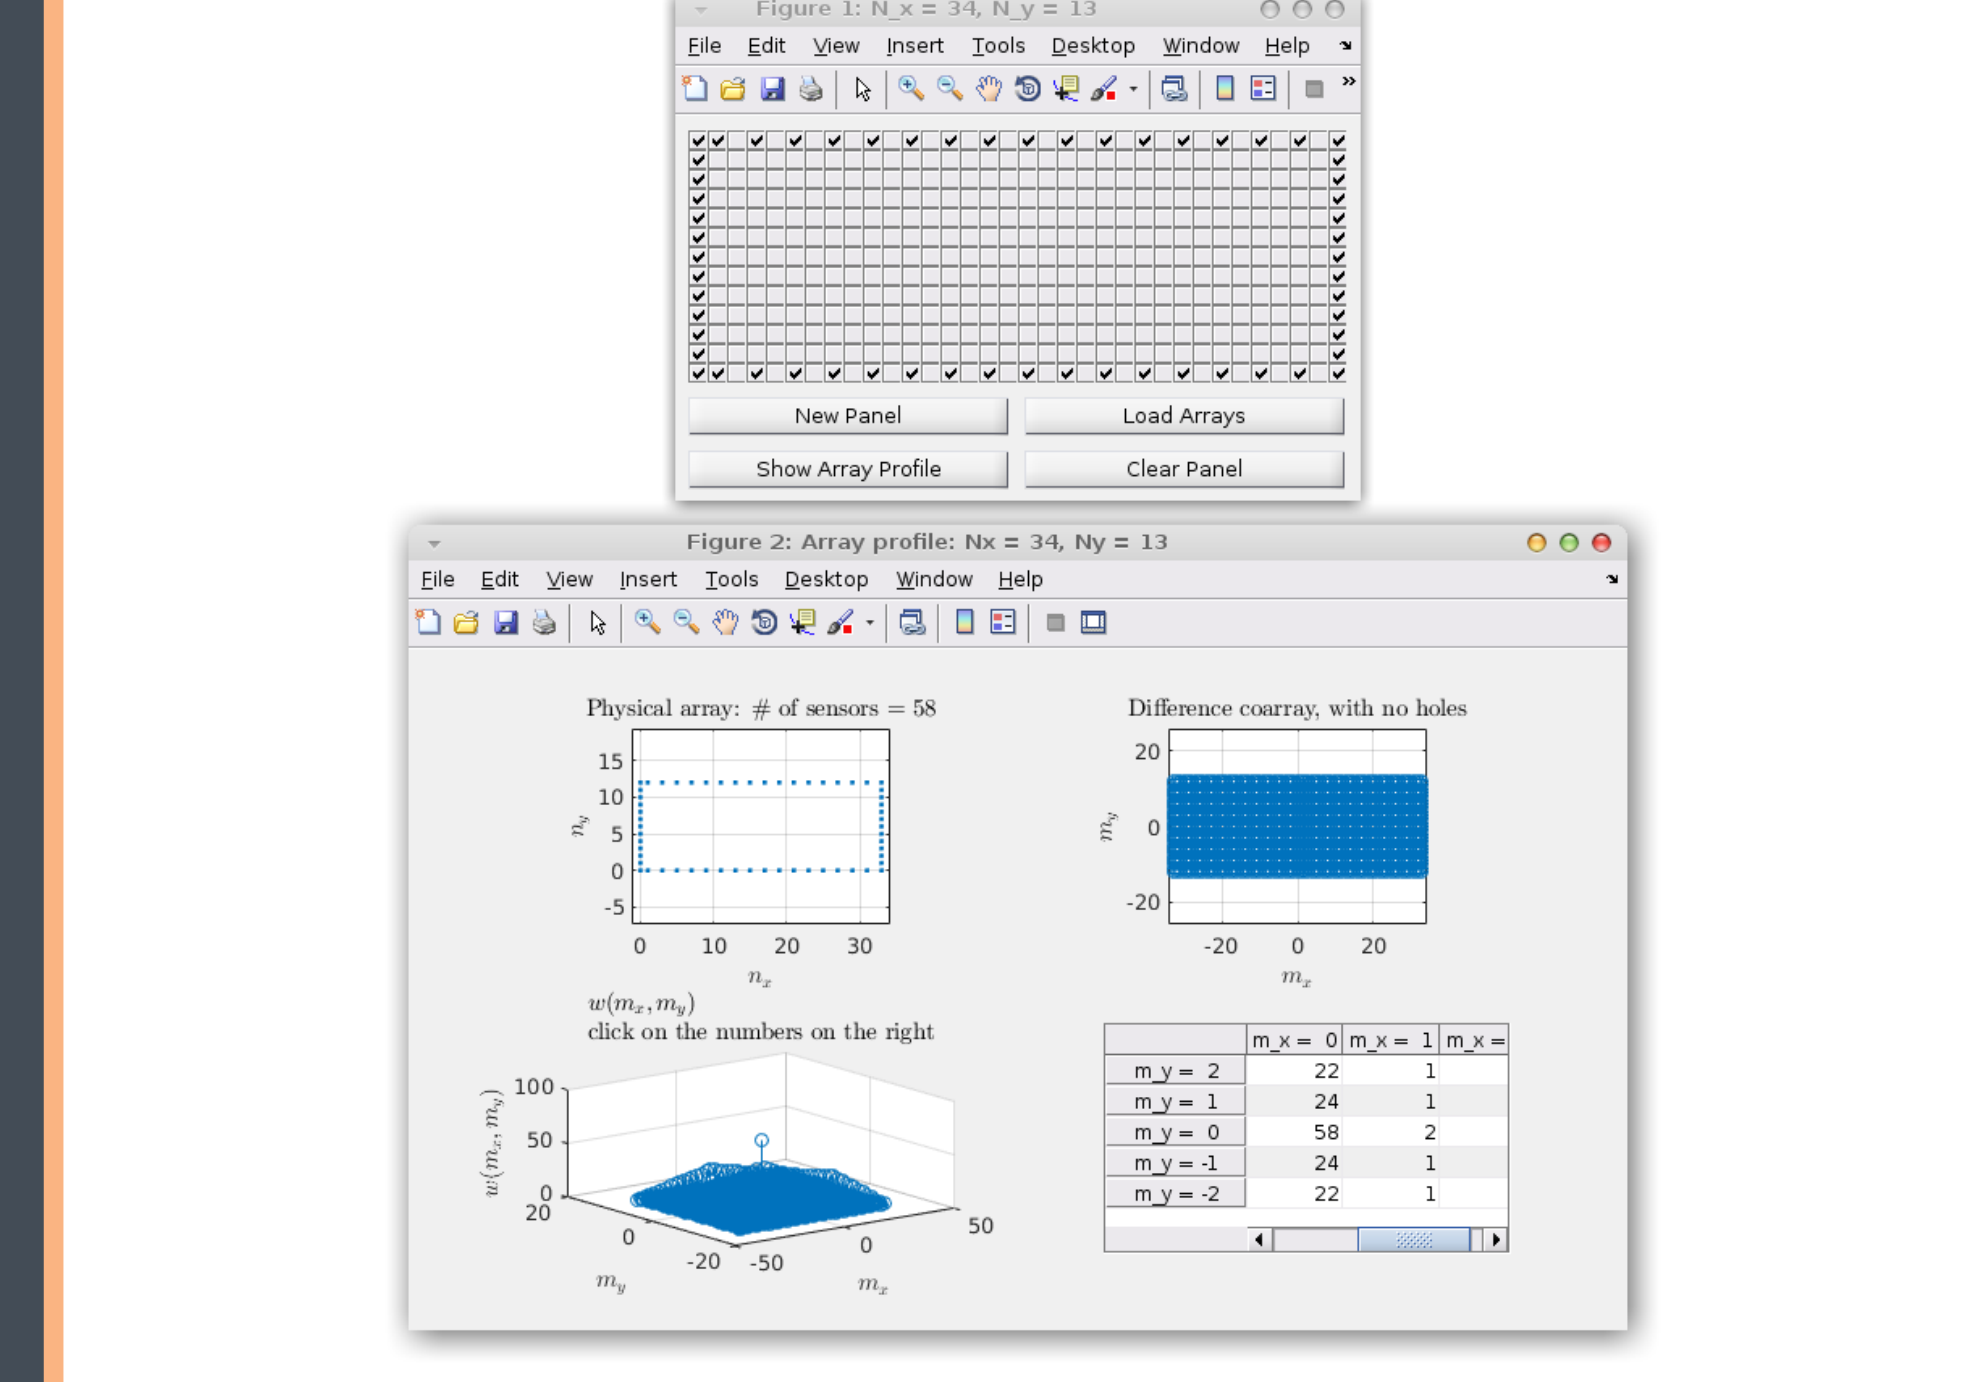 Figure 1: N_x = 34, N_y = 13
File Edit View Insert Tools Desktop Window Help
New Panel Load Arrays
Show Array Profile Clear Panel
Figure 2: Array profile: Nx = 34, Ny = 13
File Edit View Insert Tools Desktop Window Help
Physical array: # of sensors = 58
15
10
5
0
-5
n_y
0 10 20 30
n_x
Difference coarray, with no holes
20
0
-20
m_y
-20 0 20
m_x
w(m_x, m_y)
click on the numbers on the right
100
50
0
w(m_x, m_y)
20 0 -20
m_y
-50 0 50
m_x
m_x = 0 m_x = 1 m_x =
m_y = 2 22 1
m_y = 1 24 1
m_y = 0 58 2
m_y = -1 24 1
m_y = -2 22 1